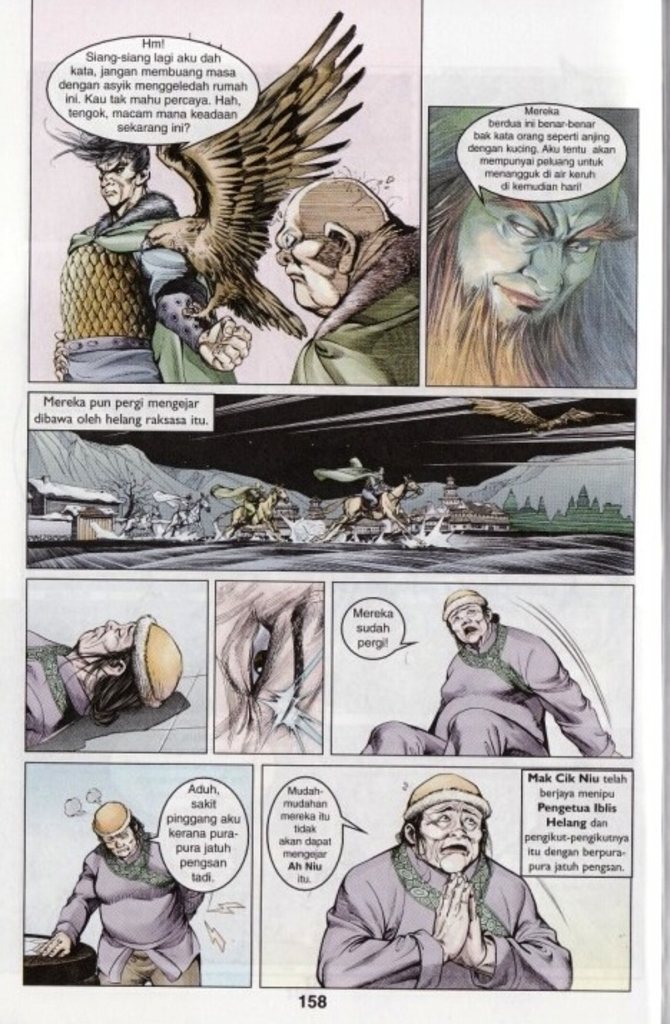 Hm!
Siang-siang lagi aku dah
kata, jangan membuang masa
dengan asyik menggeledah rumah
ini. Kau tak mahu percaya. Hah,
tengok, macam mana keadaan
sekarang ini?
Mereka
berdua ini benar-benar
bak kata orang seperti anjing
dengan kucing. Aku tentu akan
mempunyai peluang untuk
menangguk di air keruh
di kemudian hari!
Mereka pun pergi mengejar
dibawa oleh helang raksasa itu.
Mereka
sudah
pergi!
Aduh,
sakit
pinggang aku
kerana pura-
pura jatuh
pengsan
tadi.
Mudah-
mudahan
mereka itu
tidak
akan dapat
mengejar
Ah Niu
itu.
Mak Cik Niu telah
berjaya menipu
Pengetua Iblis
Helang dan
pengikut-pengikutnya
itu dengan berpura-
pura jatuh pengsan.
158